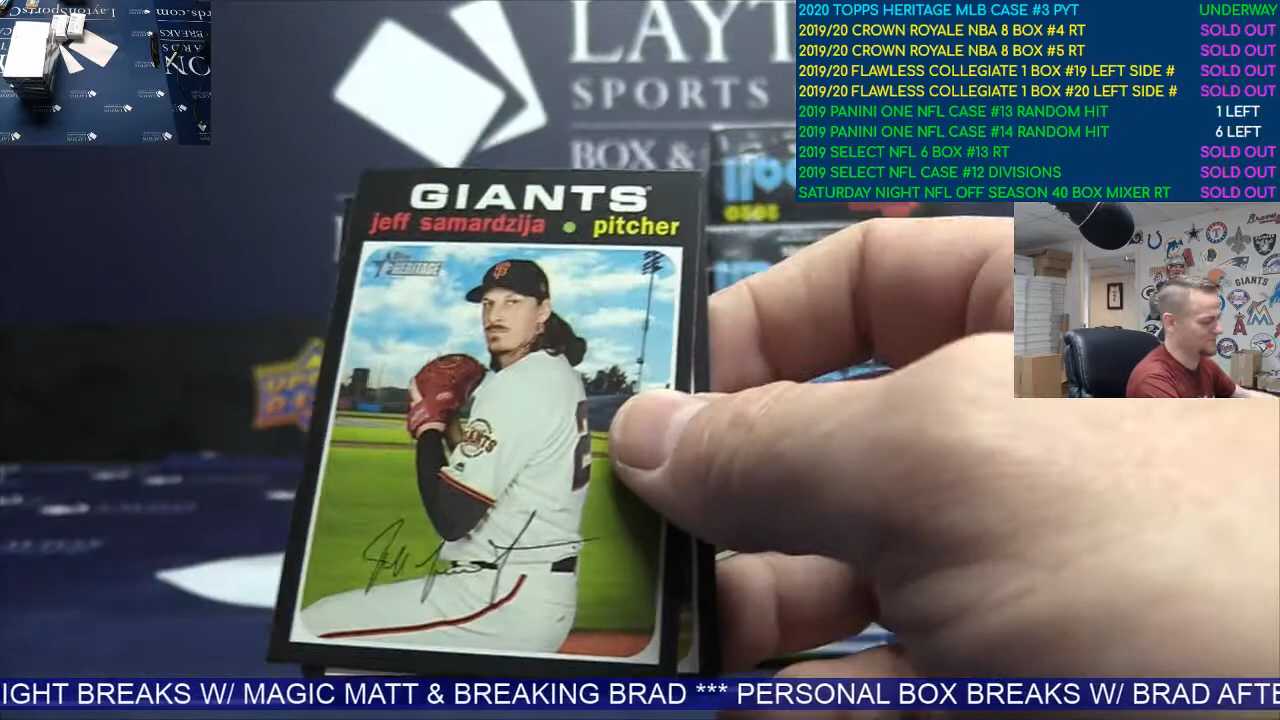 2020 TOPPS HERITAGE MLB CASE #3 PYT UNDERWAY
2019/20 CROWN ROYALE NBA 8 BOX #4 RT SOLD OUT
2019/20 CROWN ROYALE NBA 8 BOX #5 RT SOLD OUT
2019/20 FLAWLESS COLLEGIATE 1 BOX #19 LEFT SIDE # SOLD OUT
2019/20 FLAWLESS COLLEGIATE 1 BOX #20 LEFT SIDE # SOLD OUT
2019 PANINI ONE NFL CASE #13 RANDOM HIT 1 LEFT
2019 PANINI ONE NFL CASE #14 RANDOM HIT 6 LEFT
2019 SELECT NFL 6 BOX #13 RT SOLD OUT
2019 SELECT NFL CASE #12 DIVISIONS SOLD OUT
SATURDAY NIGHT NFL OFF SEASON 40 BOX MIXER RT SOLD OUT
LAYT
SPORTS
BOX &
GIANTS
jeff samardzija • pitcher
HERITAGE
SF
GIANTS
GIANTS
IGHT BREAKS W/ MAGIC MATT & BREAKING BRAD *** PERSONAL BOX BREAKS W/ BRAD AFTE